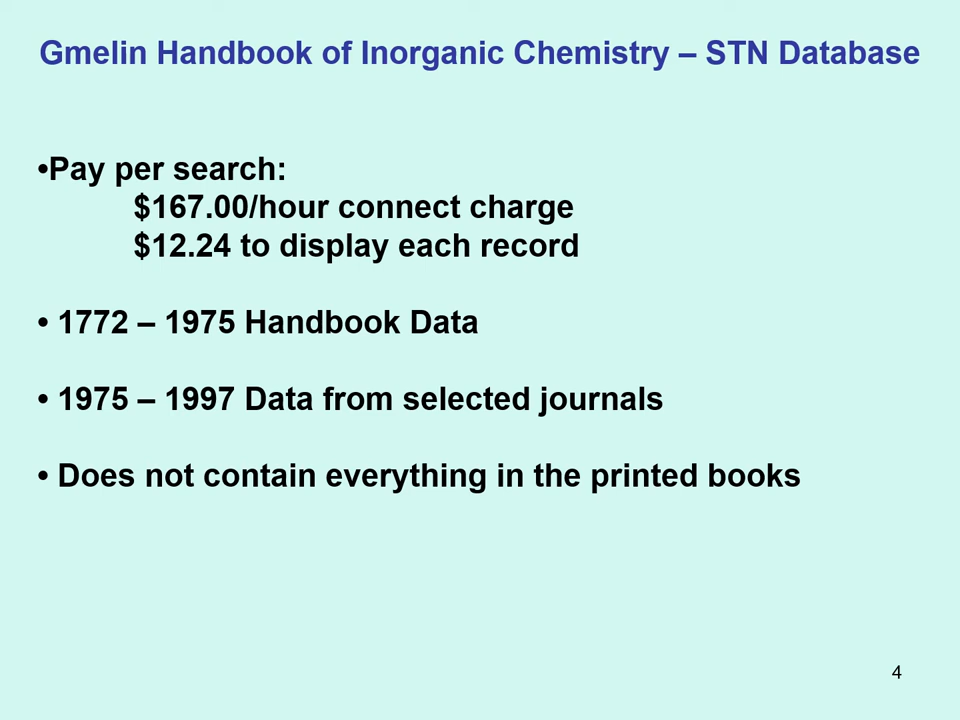 Gmelin Handbook of Inorganic Chemistry – STN Database
•Pay per search:
$167.00/hour connect charge
$12.24 to display each record
• 1772 – 1975 Handbook Data
• 1975 – 1997 Data from selected journals
• Does not contain everything in the printed books
4